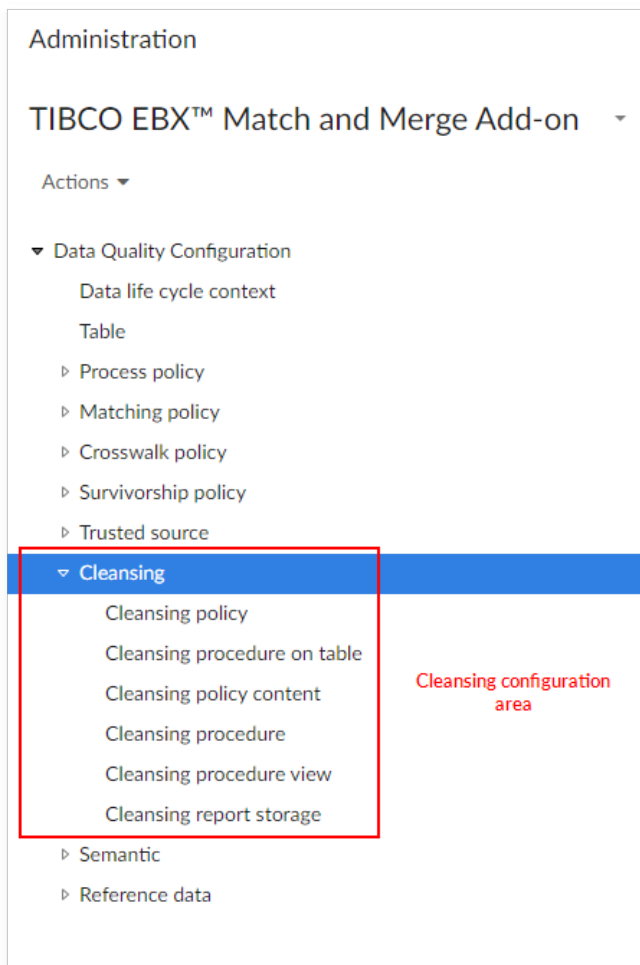 Administration
TIBCO EBX™ Match and Merge Add-on
Actions
Data Quality Configuration
Data life cycle context
Table
Process policy
Matching policy
Crosswalk policy
Survivorship policy
Trusted source
Cleansing
Cleansing policy
Cleansing procedure on table
Cleansing policy content
Cleansing procedure
Cleansing procedure view
Cleansing report storage
Cleansing configuration
area
Semantic
Reference data